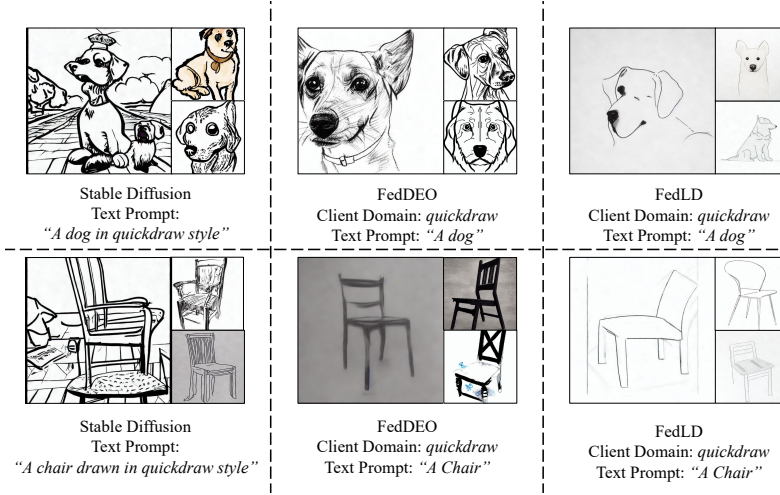 Stable Diffusion
Text Prompt:
“A dog in quickdraw style”
FedDEO
Client Domain: quickdraw
Text Prompt: “A dog”
FedLD
Client Domain: quickdraw
Text Prompt: “A dog”
Stable Diffusion
Text Prompt:
“A chair drawn in quickdraw style”
FedDEO
Client Domain: quickdraw
Text Prompt: “A Chair”
FedLD
Client Domain: quickdraw
Text Prompt: “A Chair”